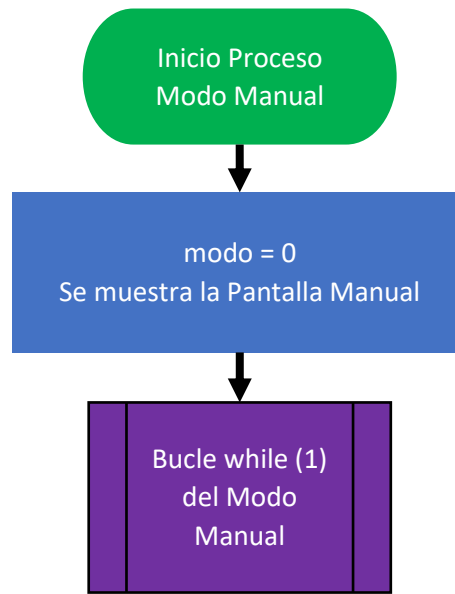 Inicio Proceso
Modo Manual
modo = 0
Se muestra la Pantalla Manual
Bucle while (1)
del Modo
Manual